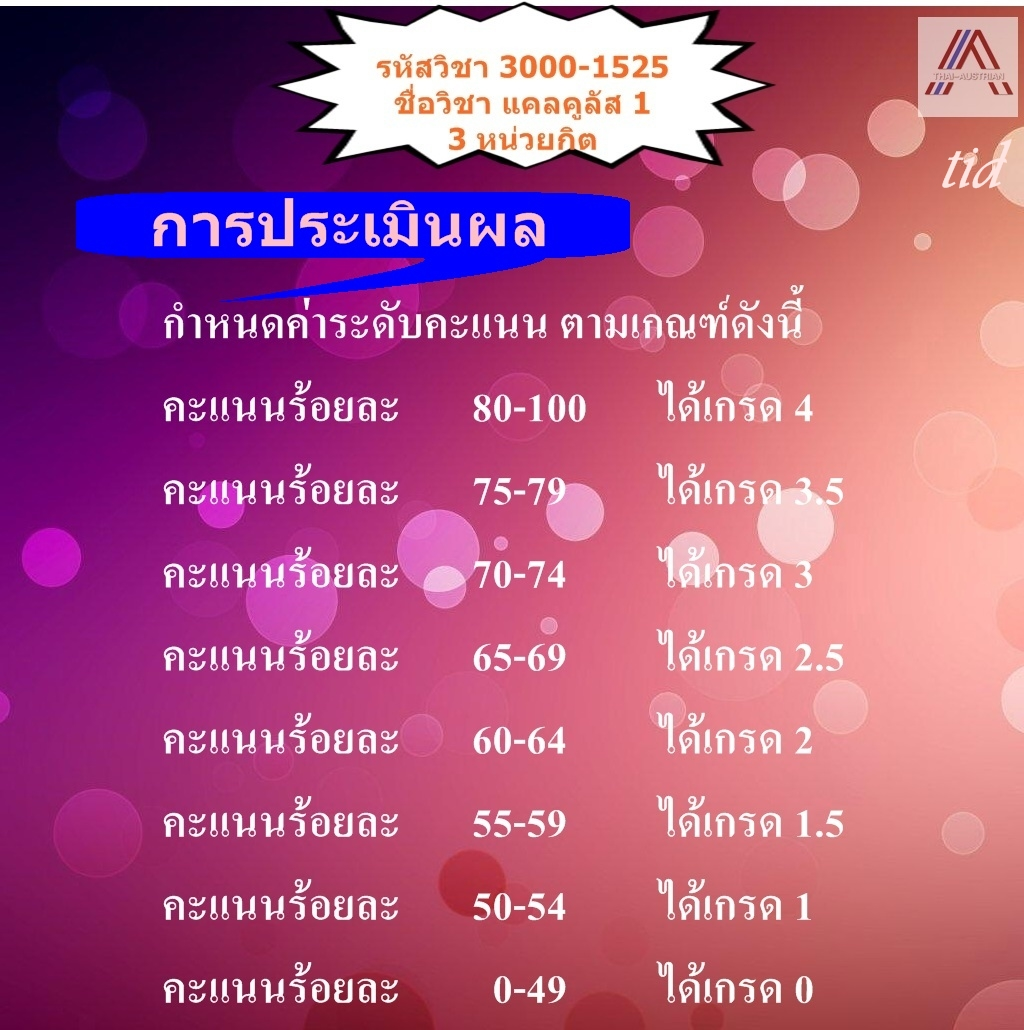 รหัสวิชา 3000-1525
ชื่อวิชา แคลคูลัส 1
3 หน่วยกิต
THAI-AUSTRIAN
tid
การประเมินผล
กำหนดค่าระดับคะแนน ตามเกณฑ์ดังนี้
คะแนนร้อยละ 80-100 ได้เกรด 4
คะแนนร้อยละ 75-79 ได้เกรด 3.5
คะแนนร้อยละ 70-74 ได้เกรด 3
คะแนนร้อยละ 65-69 ได้เกรด 2.5
คะแนนร้อยละ 60-64 ได้เกรด 2
คะแนนร้อยละ 55-59 ได้เกรด 1.5
คะแนนร้อยละ 50-54 ได้เกรด 1
คะแนนร้อยละ 0-49 ได้เกรด 0